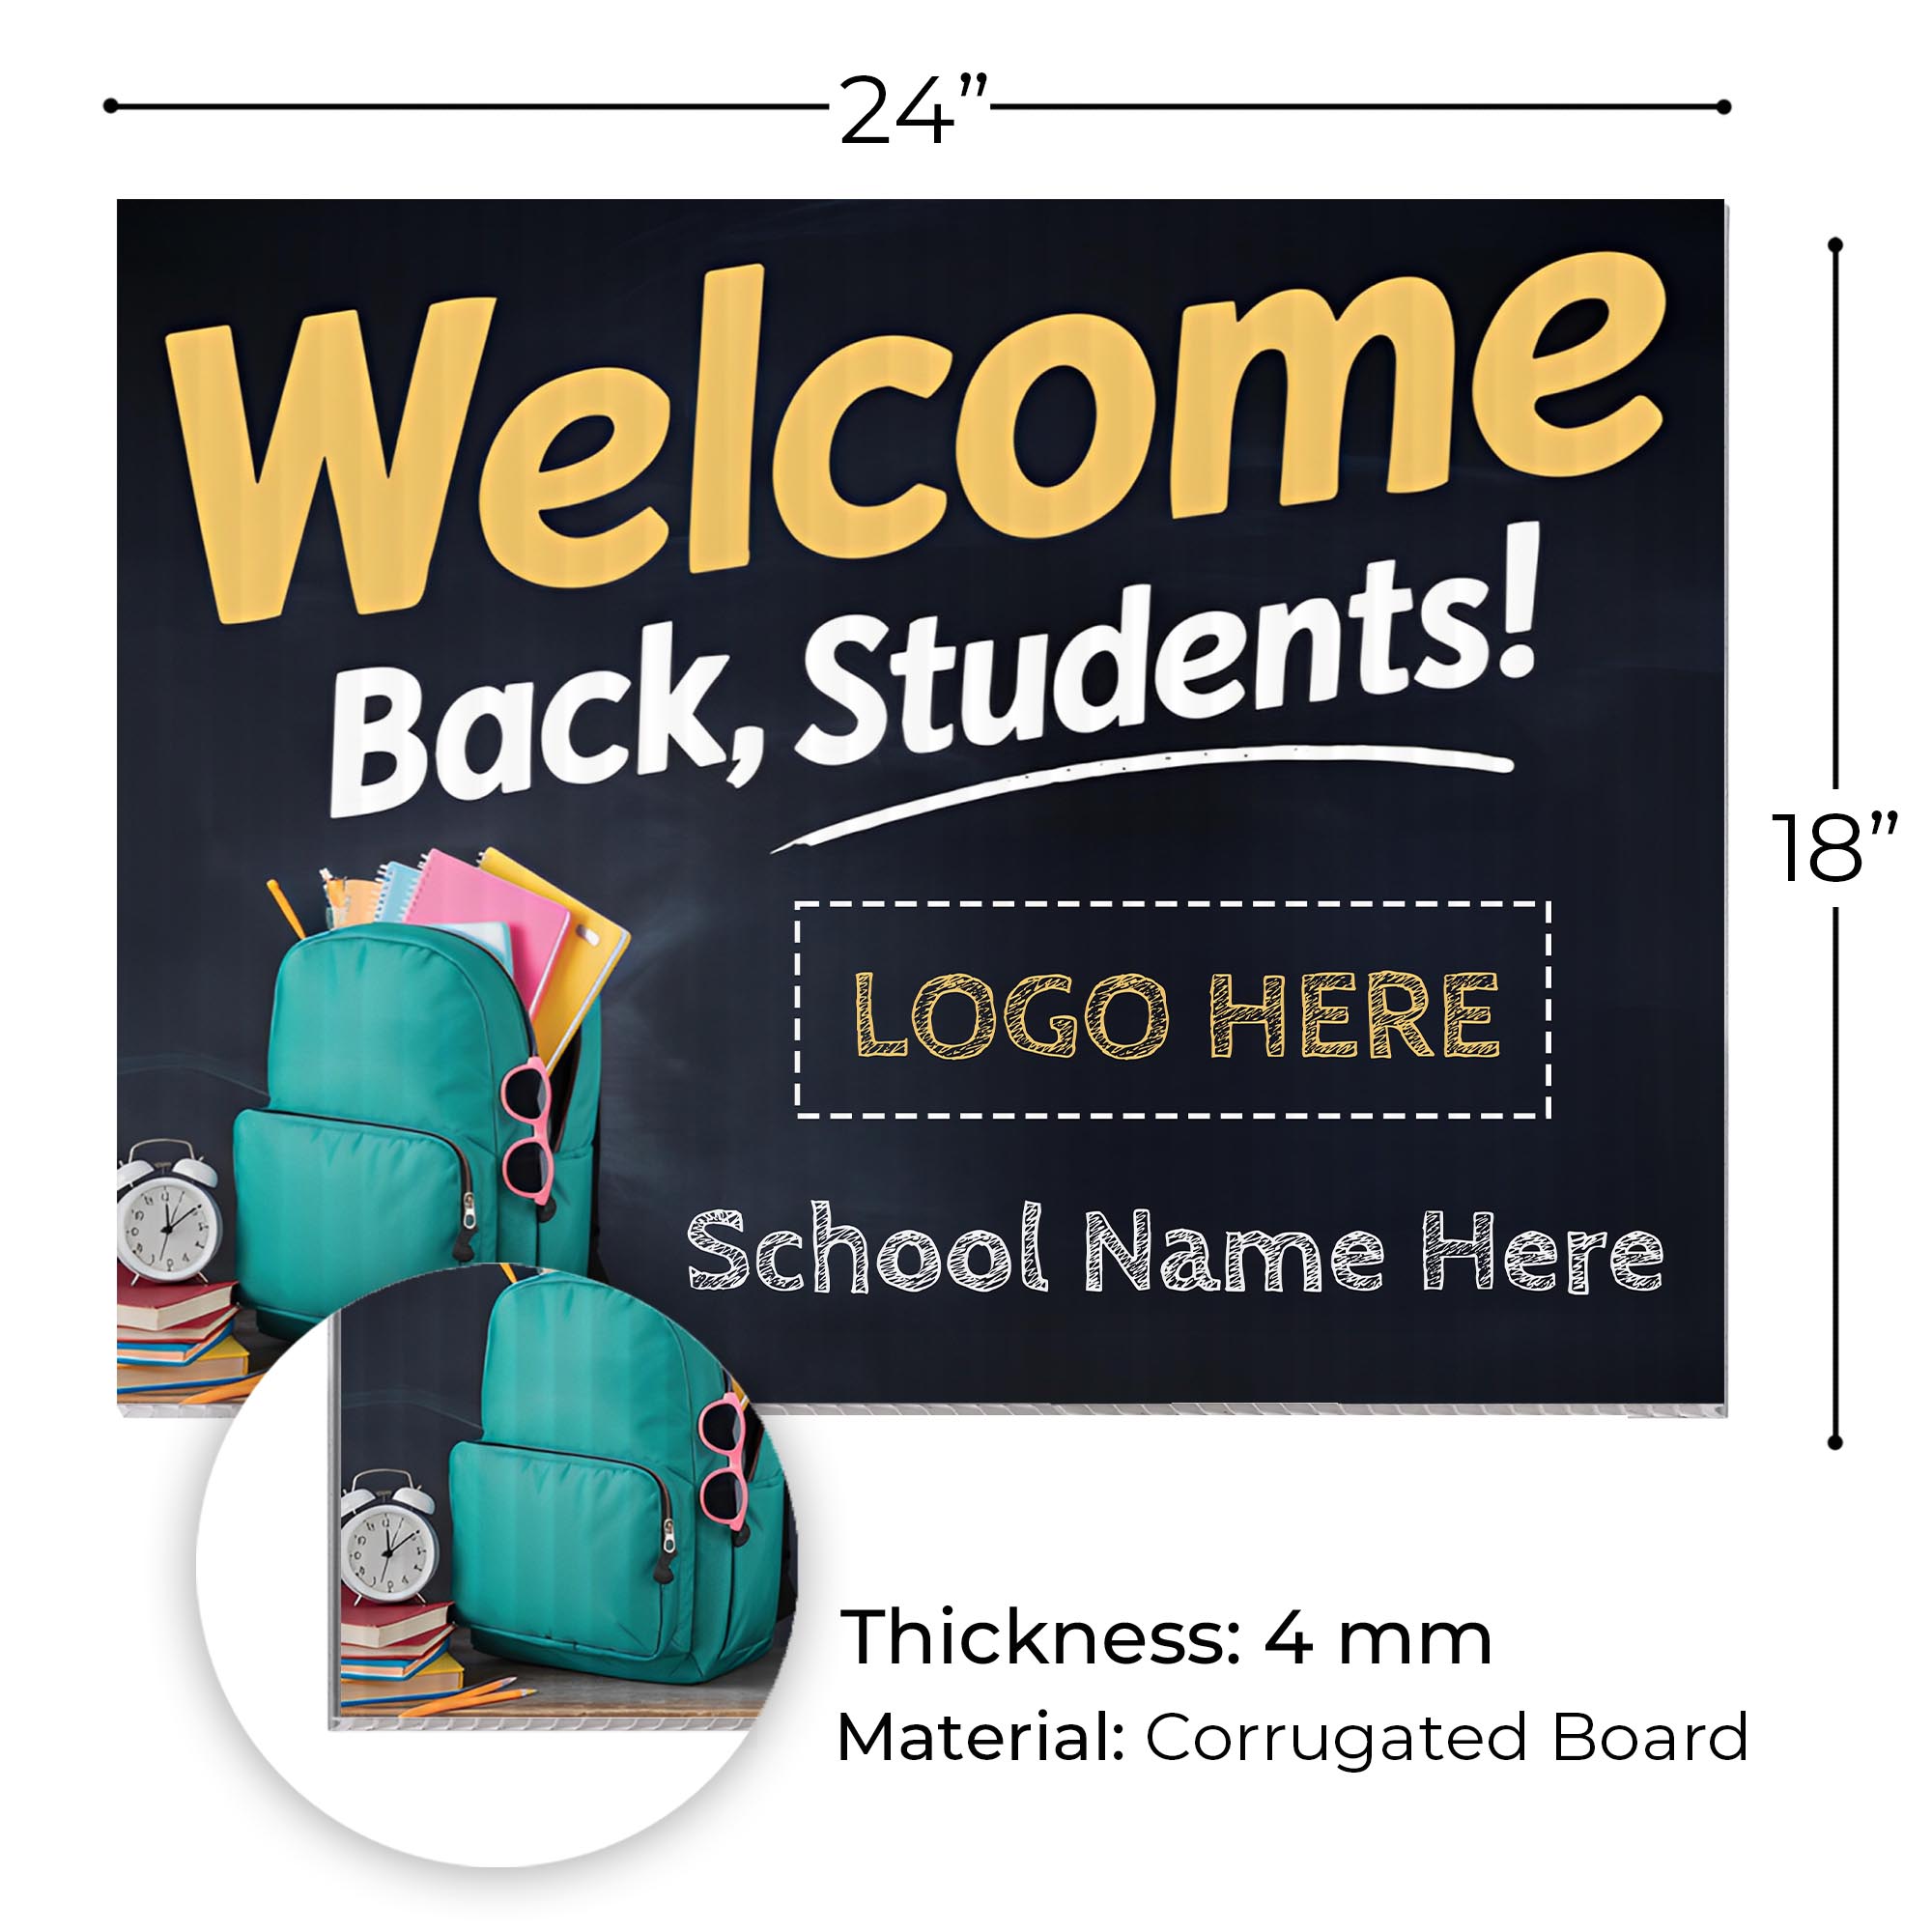 24”
Welcome
Back, Students!
18”
LOGO HERE
School Name Here
Thickness: 4 mm
Material: Corrugated Board